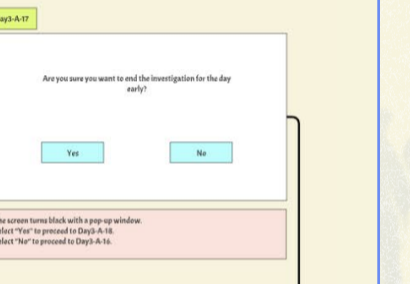 ay3-A-17
Are you sure you want to end the investigation for the day
early?
Yes
No
he screen turns black with a pop-up window.
elect "Yes" to proceed to Day3-A-18.
elect "No" to proceed to Day3-A-16.